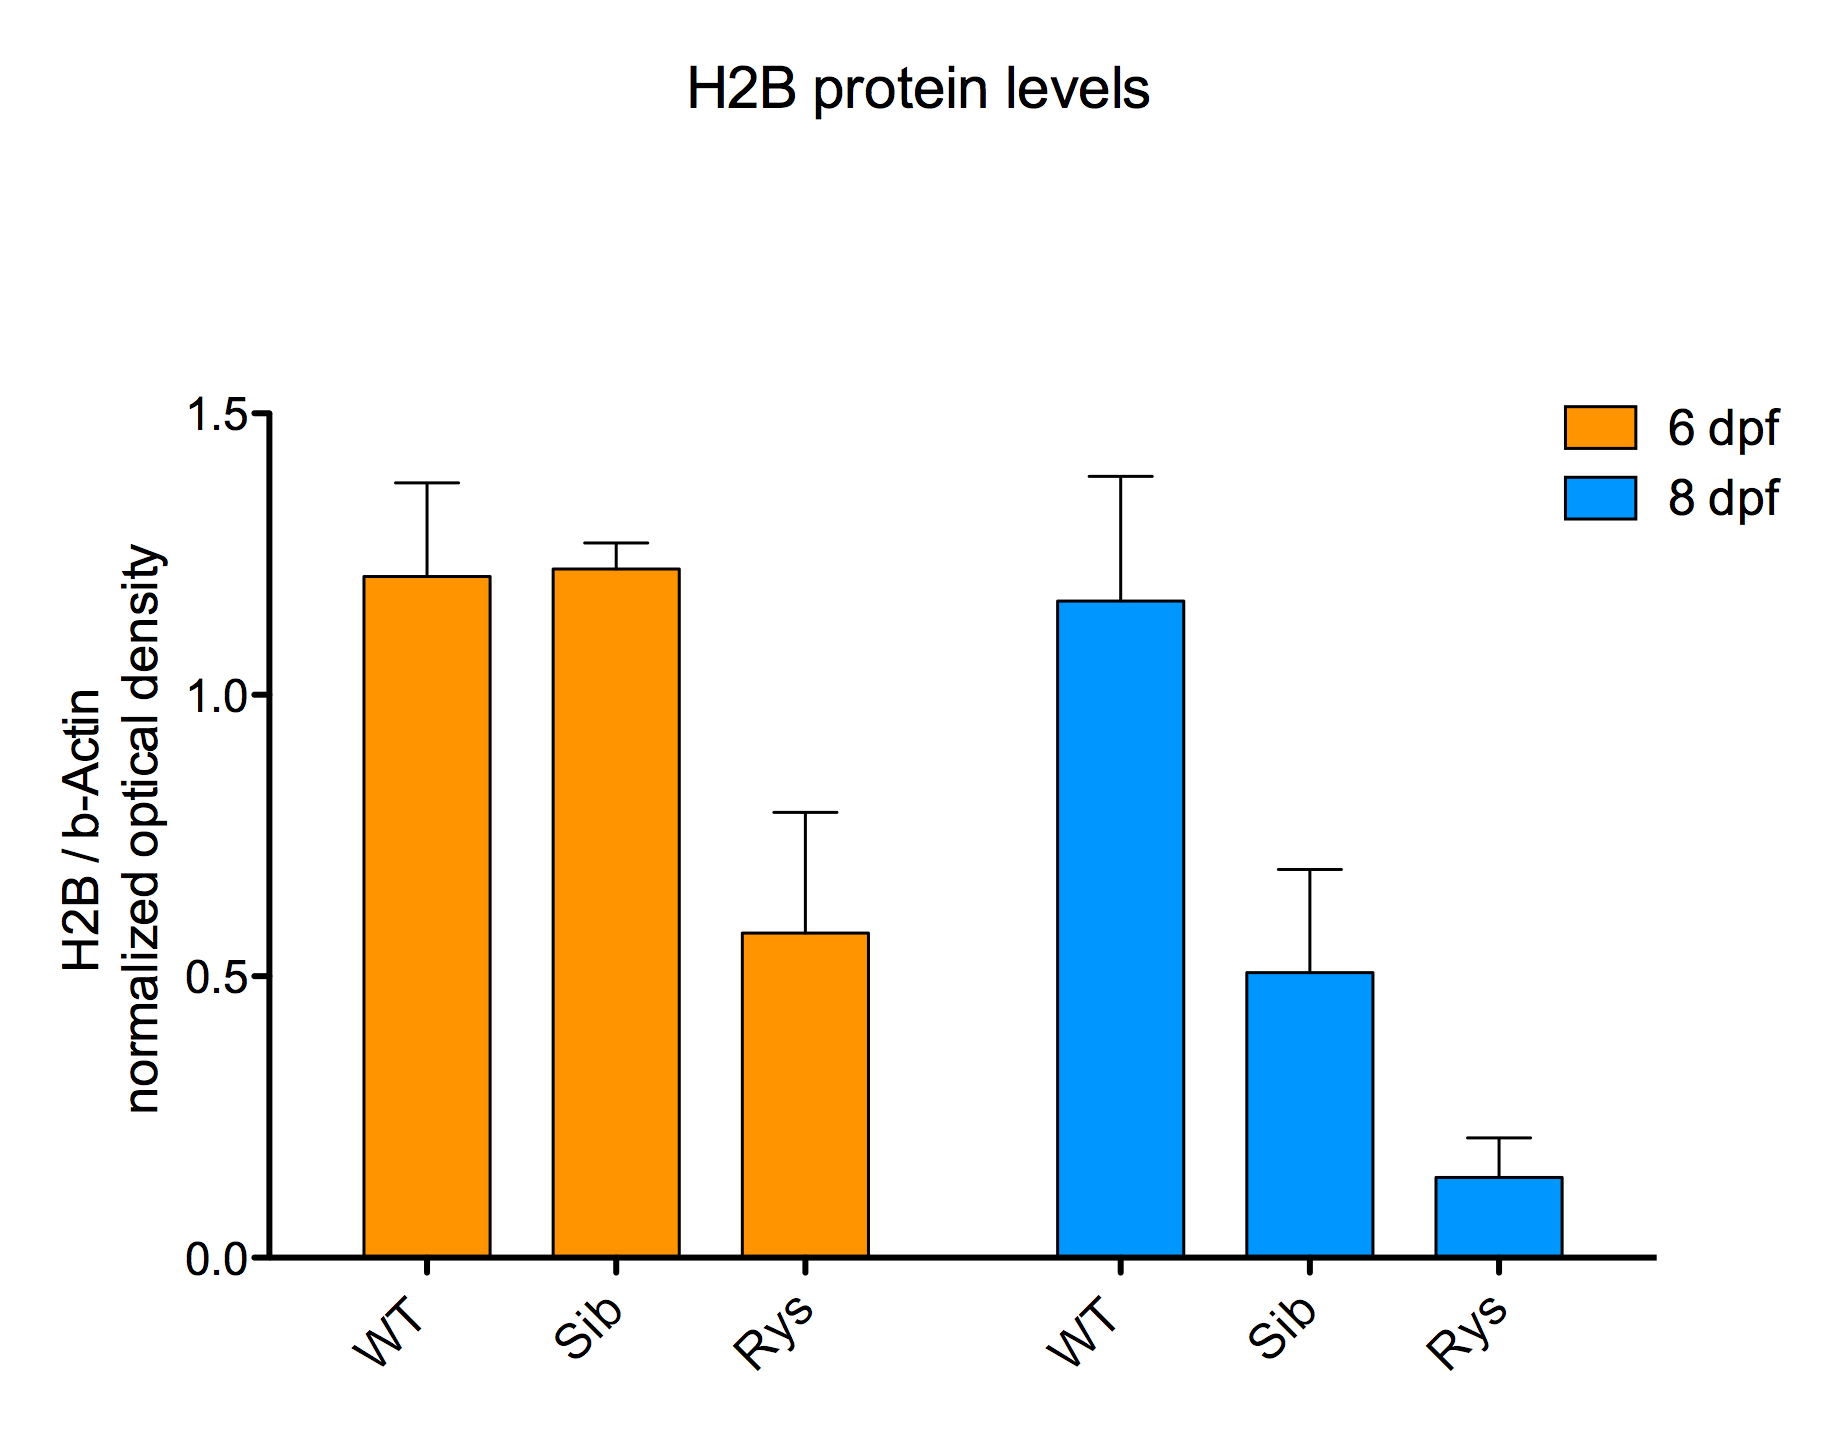 H2B protein levels
H2B / b-Actin
normalized optical density
1.5
1.0
0.5
0.0
6 dpf
8 dpf
WT
Sib
Rys
WT
Sib
Rys